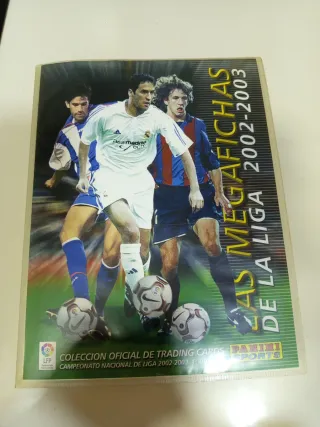 LAS MEGAFICHAS
DE LA LIGA 2002-2003
COLECCION OFICIAL DE TRADING CARDS
CAMPEONATO NACIONAL DE LIGA 2002-2003
PANINI
SPORTS
LFP